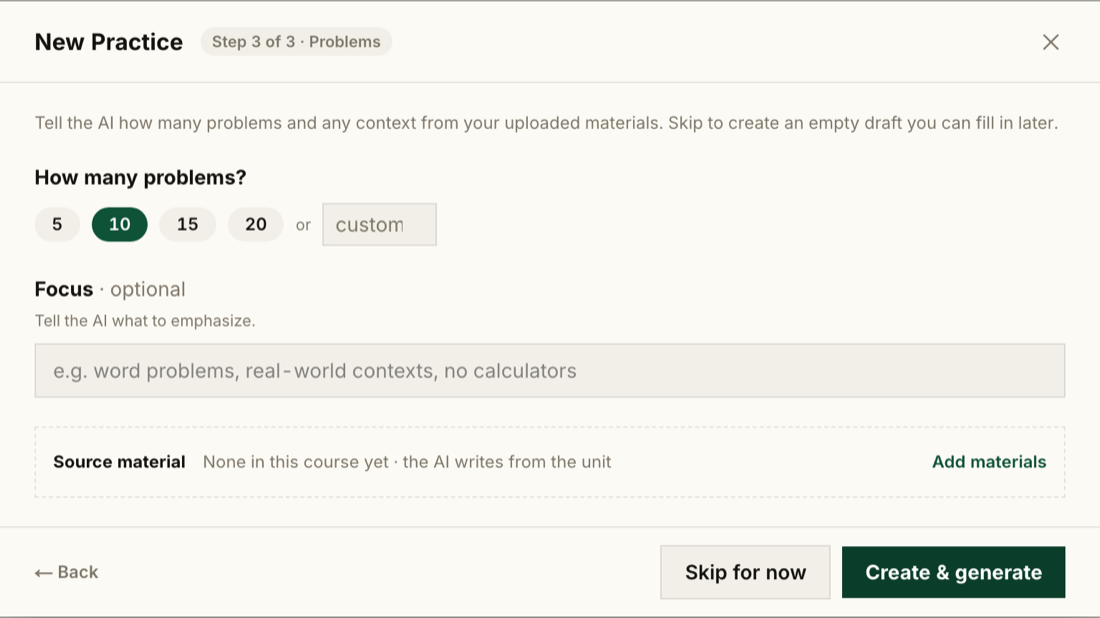 New Practice Step 3 of 3 · Problems
Tell the AI how many problems and any context from your uploaded materials. Skip to create an empty draft you can fill in later.
How many problems?
5 10 15 20 or custom
Focus · optional
Tell the AI what to emphasize.
e.g. word problems, real-world contexts, no calculators
Source material None in this course yet · the AI writes from the unit Add materials
← Back Skip for now Create & generate